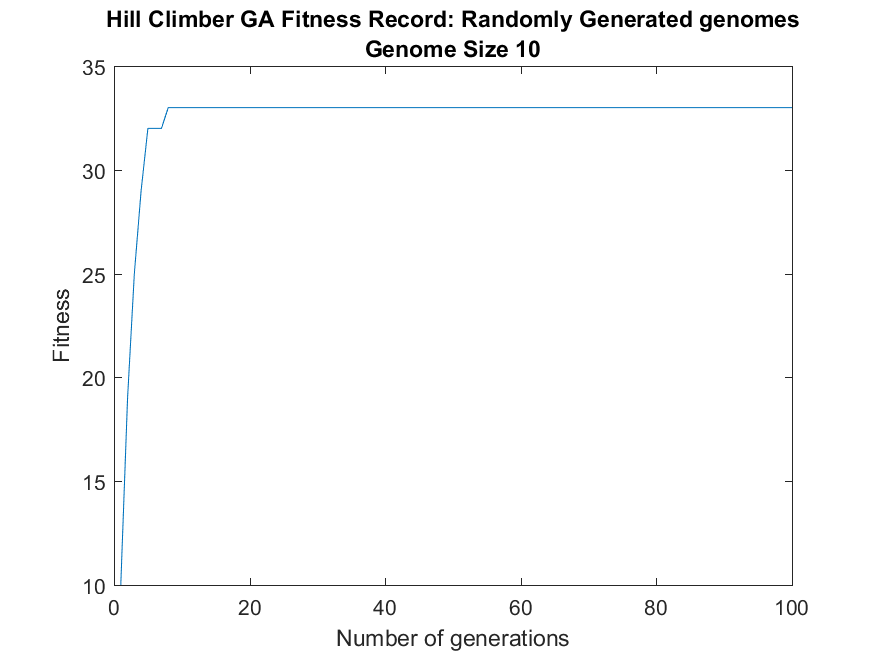 Hill Climber GA Fitness Record: Randomly Generated genomes
Genome Size 10
35
30
25
20
15
10
Fitness
0 20 40 60 80 100
Number of generations